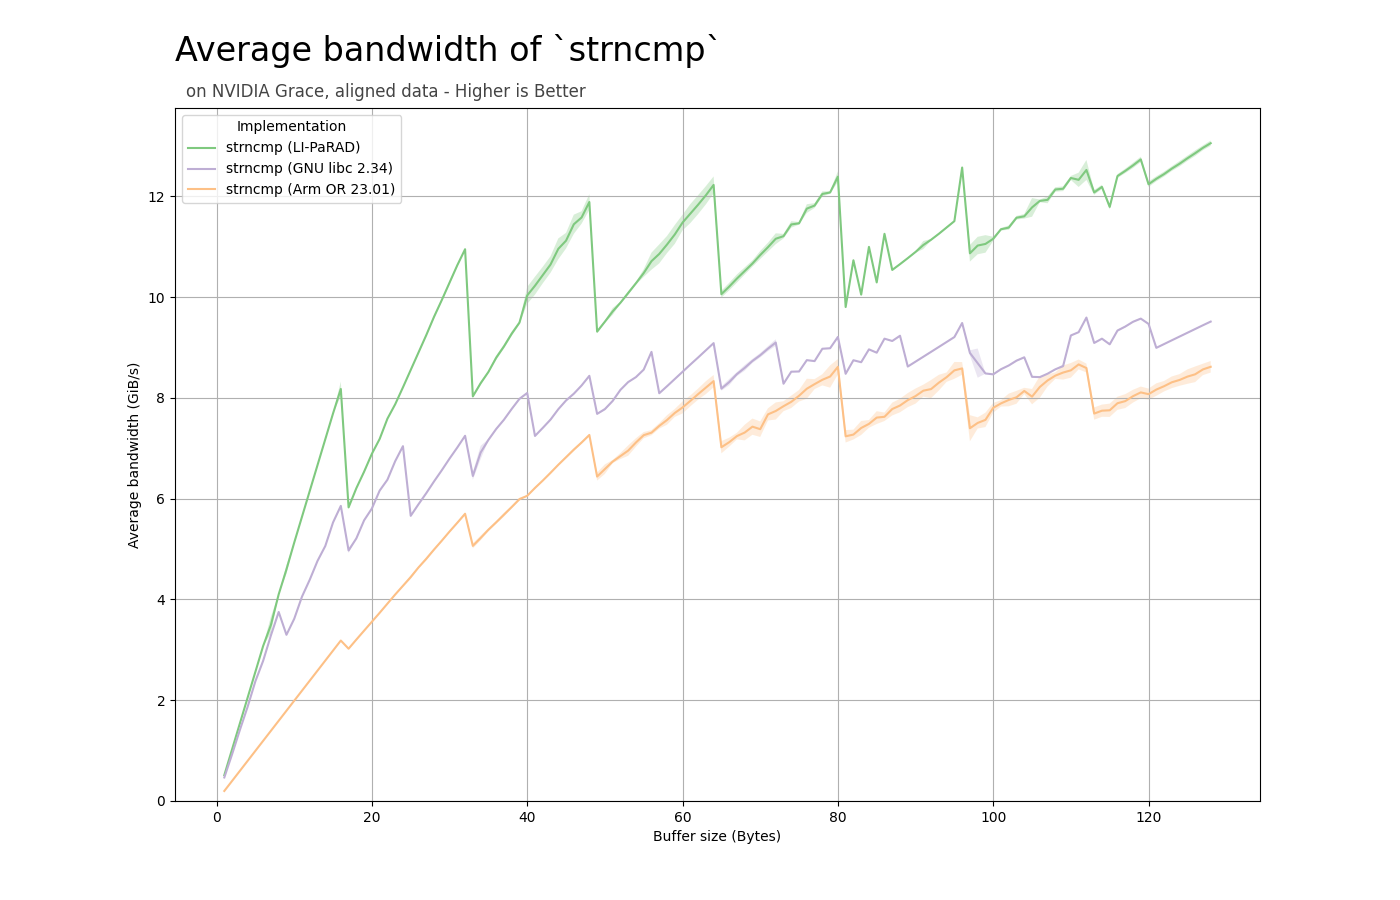 Average bandwidth of `strncmp`
on NVIDIA Grace, aligned data - Higher is Better
Implementation
strncmp (LI-PaRAD)
strncmp (GNU libc 2.34)
strncmp (Arm OR 23.01)
Average bandwidth (GiB/s)
12
10
8
6
4
2
0
0 20 40 60 80 100 120
Buffer size (Bytes)